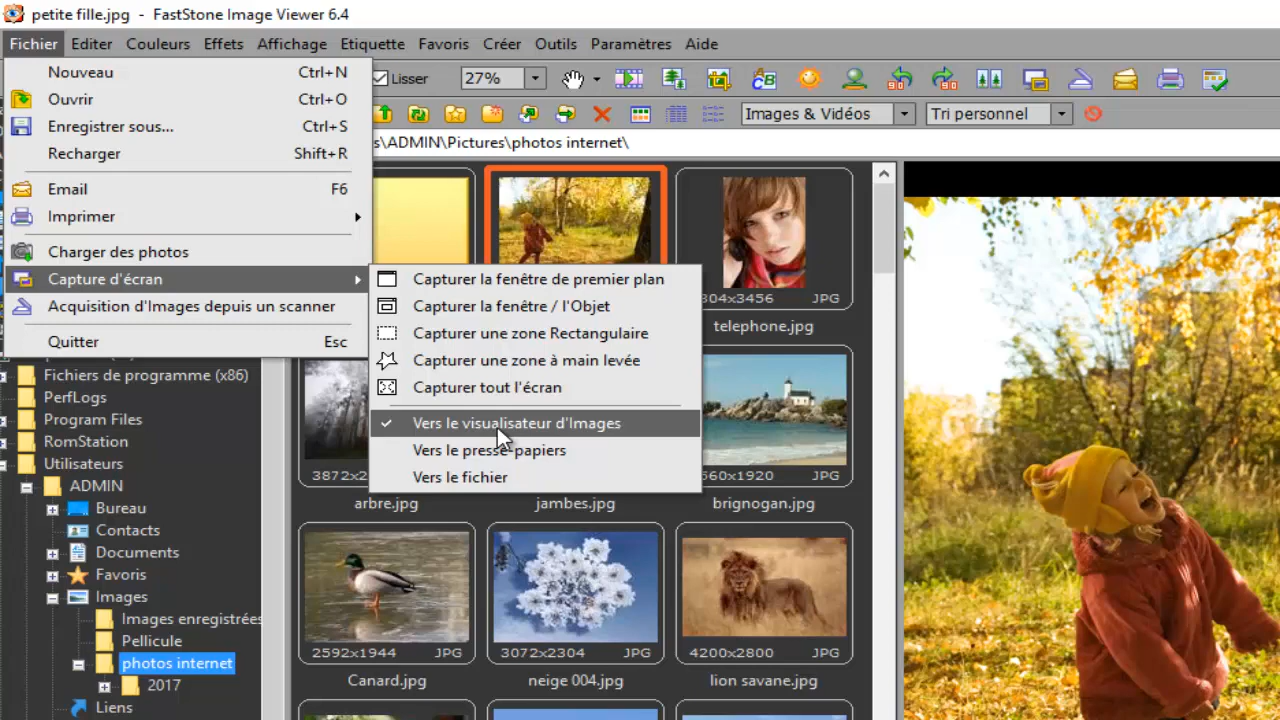 petite fille.jpg - FastStone Image Viewer 6.4
Fichier Editer Couleurs Effets Affichage Etiquette Favoris Créer Outils Paramètres Aide
Nouveau Ctrl+N
Ouvrir Ctrl+O
Enregistrer sous... Ctrl+S
Recharger Shift+R
Email F6
Imprimer
Charger des photos
Capture d'écran
Acquisition d'Images depuis un scanner
Quitter Esc
Lisser 27%
Images & Vidéos Tri personnel
s\ADMIN\Pictures\photos internet\
Capturer la fenêtre de premier plan
Capturer la fenêtre / l'Objet
Capturer une zone Rectangulaire
Capturer une zone à main levée
Capturer tout l'écran
Vers le visualisateur d'Images
Vers le presse-papiers
Vers le fichier
Fichiers de programme (x86)
PerfLogs
Program Files
RomStation
Utilisateurs
ADMIN
Bureau
Contacts
Documents
Favoris
Images
Images enregistrées
Pellicule
photos internet
2017
Liens
304x3456 JPG
telephone.jpg
3872x2
560x1920 JPG
arbre.jpg jambes.jpg brignogan.jpg
2592x1944 JPG 3072x2304 JPG 4200x2800 JPG
Canard.jpg neige 004.jpg lion savane.jpg